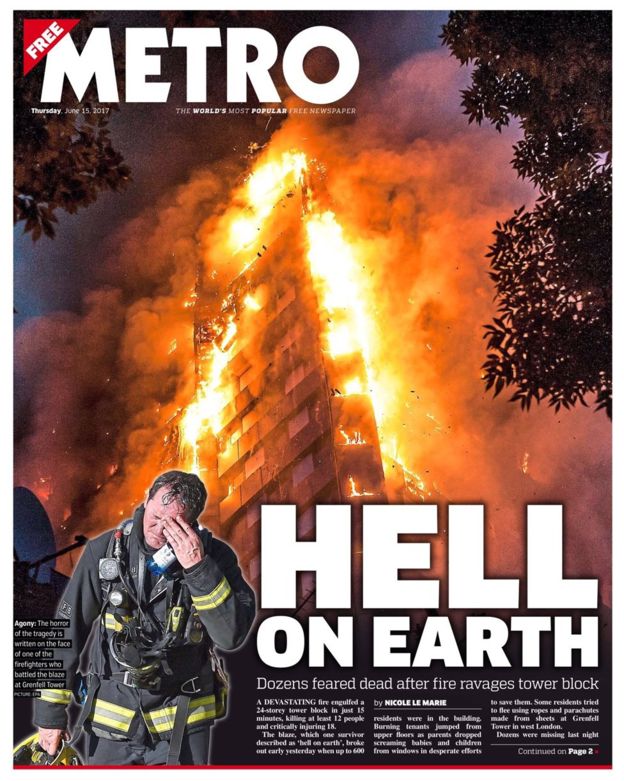 FREE
METRO
Thursday, June 15, 2017
THE WORLD'S MOST POPULAR FREE NEWSPAPER
HELL
ON EARTH
Dozens feared dead after fire ravages tower block
Agony: The horror
of the tragedy is
written on the face
of one of the
firefighters who
battled the blaze
at Grenfell Tower
PICTURE: EPA
A DEVASTATING fire engulfed a
24-storey tower block in just 15
minutes, killing at least 12 people
and critically injuring 18.
The blaze, which one survivor
described as 'hell on earth', broke
out early yesterday when up to 600
by NICOLE LE MARIE
residents were in the building.
Burning tenants jumped from
upper floors as parents dropped
screaming babies and children
from windows in desperate efforts
to save them. Some residents tried
to flee using ropes and parachutes
made from sheets at Grenfell
Tower in west London.
Dozens were missing last night
Continued on Page 2